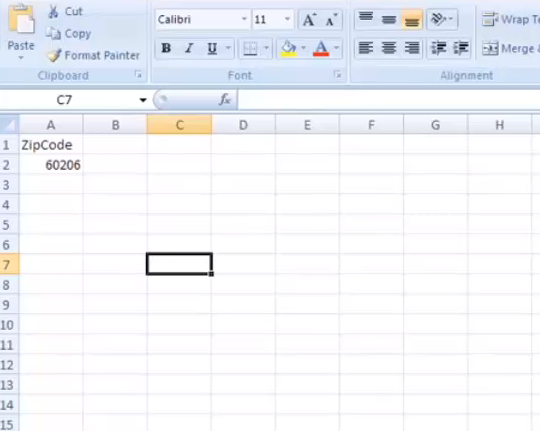 Cut
Copy
Paste
Format Painter
Clipboard
Calibri 11 A A
B I U A
Font
Wrap
Merge
Alignment
C7 fx
A B C D E F G H
1 ZipCode
2 60206
3
4
5
6
7
8
9
10
11
12
13
14
15